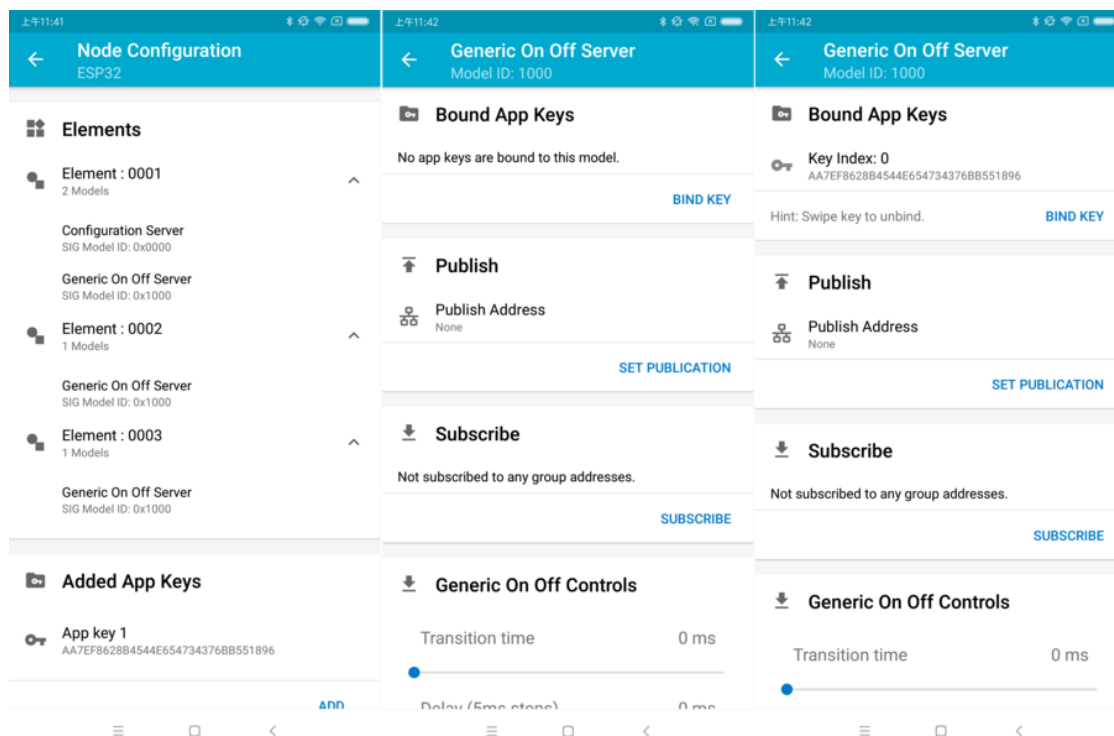 上午11:41
Node Configuration
ESP32
Elements
Element : 0001
2 Models
Configuration Server
SIG Model ID: 0x0000
Generic On Off Server
SIG Model ID: 0x1000
Element : 0002
1 Models
Generic On Off Server
SIG Model ID: 0x1000
Element : 0003
1 Models
Generic On Off Server
SIG Model ID: 0x1000
Added App Keys
App key 1
AA7EF8628B4544E654734376BB551896
ADD
上午11:42
Generic On Off Server
Model ID: 1000
Bound App Keys
No app keys are bound to this model.
BIND KEY
Publish
Publish Address
None
SET PUBLICATION
Subscribe
Not subscribed to any group addresses.
SUBSCRIBE
Generic On Off Controls
Transition time 0 ms
Delay (5ms steps) 0 ms
上午11:42
Generic On Off Server
Model ID: 1000
Bound App Keys
Key Index: 0
AA7EF8628B4544E654734376BB551896
Hint: Swipe key to unbind. BIND KEY
Publish
Publish Address
None
SET PUBLICATION
Subscribe
Not subscribed to any group addresses.
SUBSCRIBE
Generic On Off Controls
Transition time 0 ms